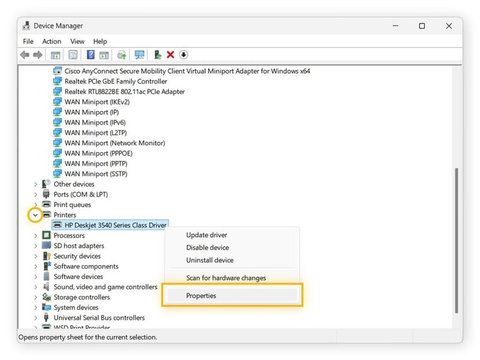 Device Manager
File Action View Help
Cisco AnyConnect Secure Mobility Client Virtual Miniport Adapter for Windows x64
Realtek PCIe GbE Family Controller
Realtek RTL8822BE 802.11ac PCIe Adapter
WAN Miniport (IKEv2)
WAN Miniport (IP)
WAN Miniport (IPv6)
WAN Miniport (L2TP)
WAN Miniport (Network Monitor)
WAN Miniport (PPPOE)
WAN Miniport (PPTP)
WAN Miniport (SSTP)
Other devices
Ports (COM & LPT)
Print queues
Printers
HP Deskjet 3540 Series Class Driver
Processors
SD host adapters
Security devices
Software components
Software devices
Sound, video and game controllers
Storage controllers
System devices
Universal Serial Bus controllers
WSD Print Provider
Update driver
Disable device
Uninstall device
Scan for hardware changes
Properties
Opens property sheet for the current selection.